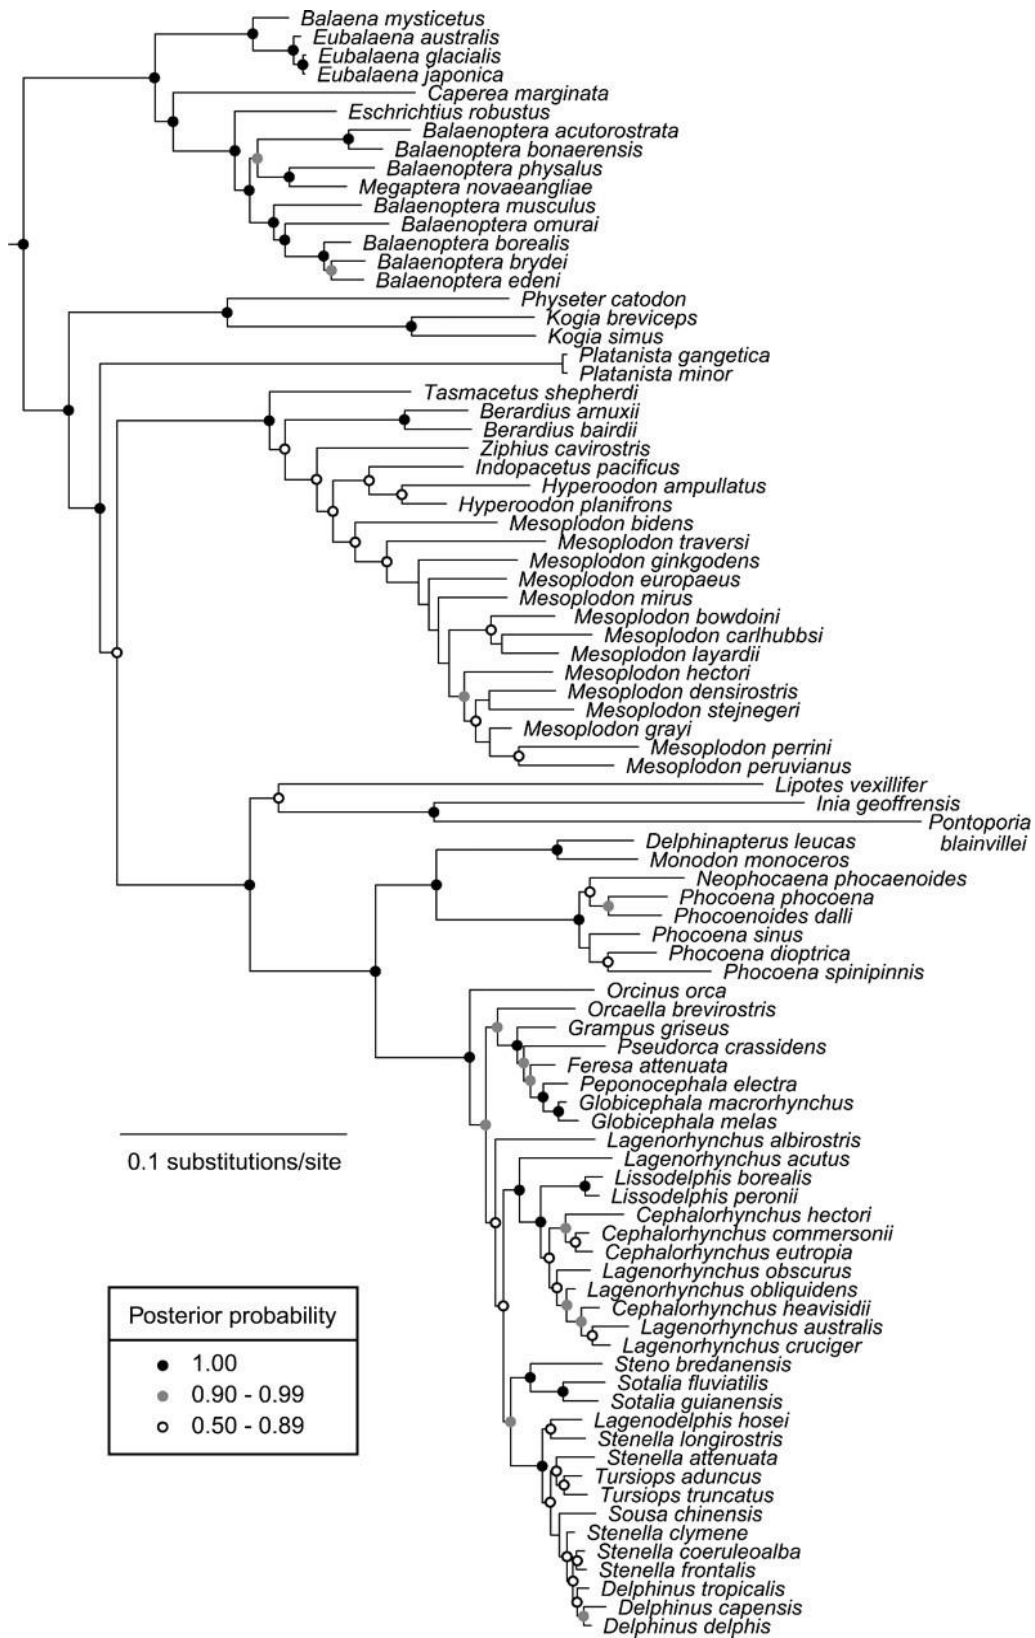 Balaena mysticetus
Eubalaena australis
Eubalaena glacialis
Eubalaena japonica
Caperea marginata
Eschrichtius robustus
Balaenoptera acutorostrata
Balaenoptera bonaerensis
Balaenoptera physalus
Megaptera novaeangliae
Balaenoptera musculus
Balaenoptera omurai
Balaenoptera borealis
Balaenoptera brydei
Balaenoptera edeni
Physeter catodon
Kogia breviceps
Kogia simus
Platanista gangetica
Platanista minor
Tasmacetus shepherdi
Berardius arnuxii
Berardius bairdii
Ziphius cavirostris
Indopacetus pacificus
Hyperoodon ampullatus
Hyperoodon planifrons
Mesoplodon bidens
Mesoplodon traversi
Mesoplodon ginkgodens
Mesoplodon europaeus
Mesoplodon mirus
Mesoplodon bowdoini
Mesoplodon carlhubbsi
Mesoplodon layardii
Mesoplodon hectori
Mesoplodon densirostris
Mesoplodon stejnegeri
Mesoplodon grayi
Mesoplodon perrini
Mesoplodon peruvianus
Lipotes vexillifer
Inia geoffrensis
Pontoporia
blainvillei
Delphinapterus leucas
Monodon monoceros
Neophocaena phocaenoides
Phocoena phocoena
Phocoenoides dalli
Phocoena sinus
Phocoena dioptrica
Phocoena spinipinnis
Orcinus orca
Orcaella brevirostris
Grampus griseus
Pseudorca crassidens
Feresa attenuata
Peponocephala electra
Globicephala macrorhynchus
Globicephala melas
Lagenorhynchus albirostris
Lagenorhynchus acutus
Lissodelphis borealis
Lissodelphis peronii
Cephalorhynchus hectori
Cephalorhynchus commersonii
Cephalorhynchus eutropia
Lagenorhynchus obscurus
Lagenorhynchus obliquidens
Cephalorhynchus heavisidii
Lagenorhynchus australis
Lagenorhynchus cruciger
Steno bredanensis
Sotalia fluviatilis
Sotalia guianensis
Lagenodelphis hosei
Stenella longirostris
Stenella attenuata
Tursiops aduncus
Tursiops truncatus
Sousa chinensis
Stenella clymene
Stenella coeruleoalba
Stenella frontalis
Delphinus tropicalis
Delphinus capensis
Delphinus delphis
0.1 substitutions/site
Posterior probability
1.00
0.90 - 0.99
0.50 - 0.89